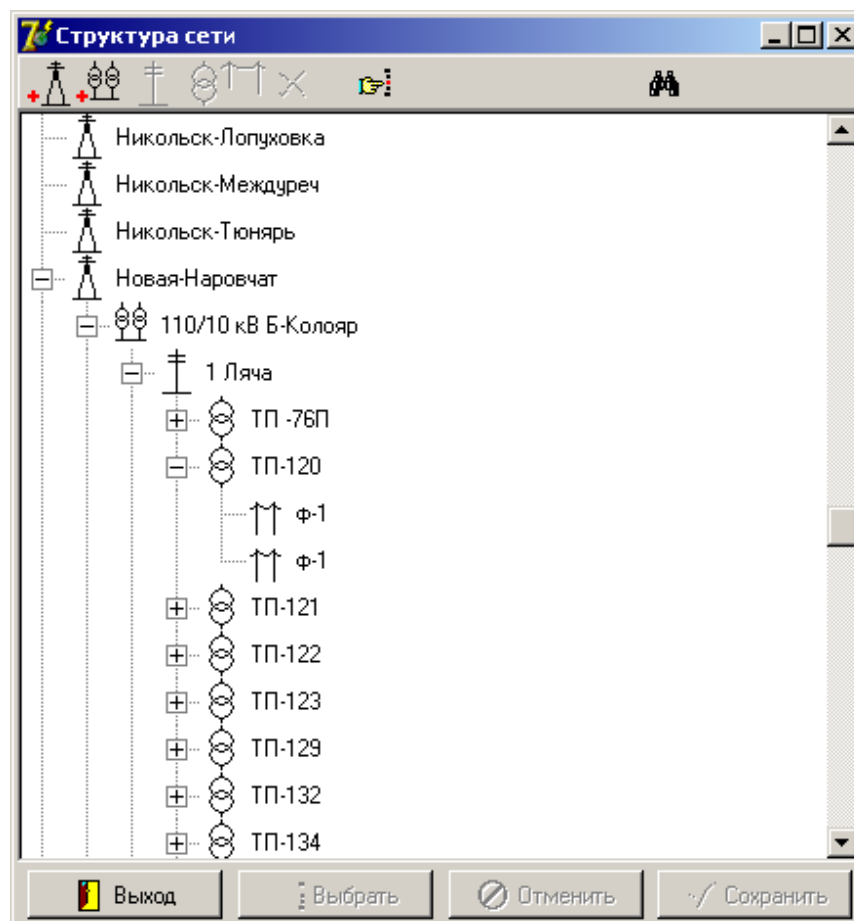 Структура сети
Никольск-Лопуховка
Никольск-Междуреч
Никольск-Тюнярь
Новая-Наровчат
110/10 кВ Б-Колояр
1 Ляча
ТП -76П
ТП-120
Ф-1
Ф-1
ТП-121
ТП-122
ТП-123
ТП-129
ТП-132
ТП-134
Выход Выбрать Отменить Сохранить